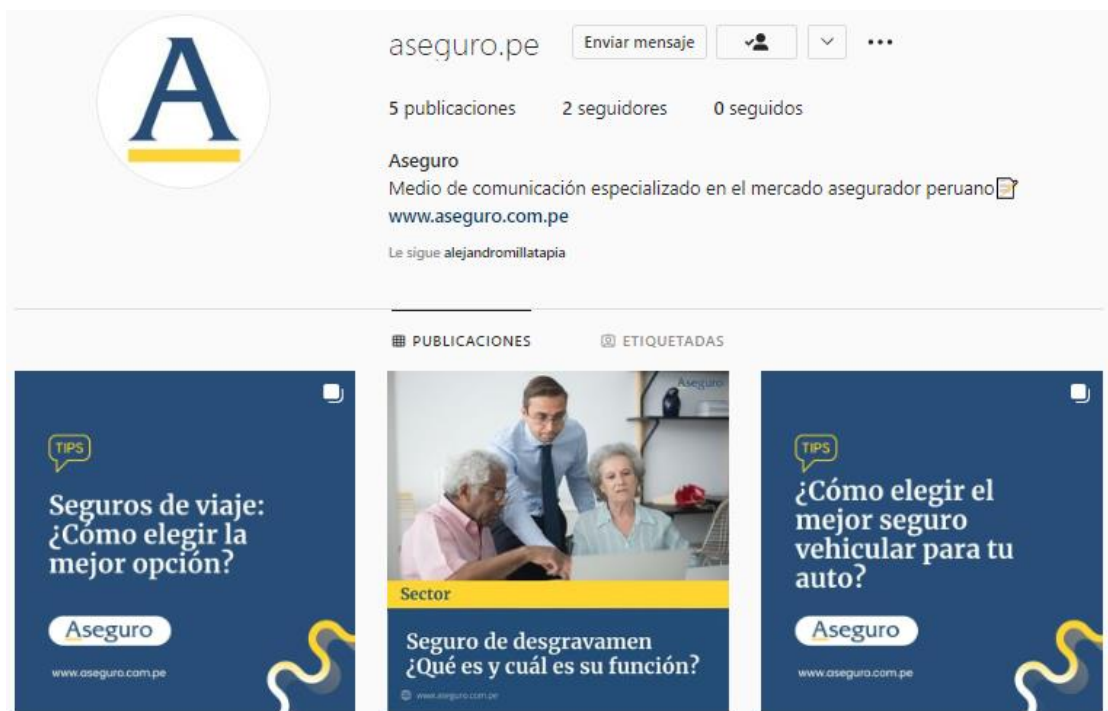 A
aseguro.pe
Enviar mensaje
5 publicaciones 2 seguidores 0 seguidos
Aseguro
Medio de comunicación especializado en el mercado asegurador peruano
www.aseguro.com.pe
Le sigue alejandromillatapia
PUBLICACIONES ETIQUETADAS
TIPS
Seguros de viaje:
¿Cómo elegir la
mejor opción?
Aseguro
www.aseguro.com.pe
Aseguro
Sector
Seguro de desgravamen
¿Qué es y cuál es su función?
www.aseguro.com.pe
TIPS
¿Cómo elegir el
mejor seguro
vehicular para tu
auto?
Aseguro
www.aseguro.com.pe